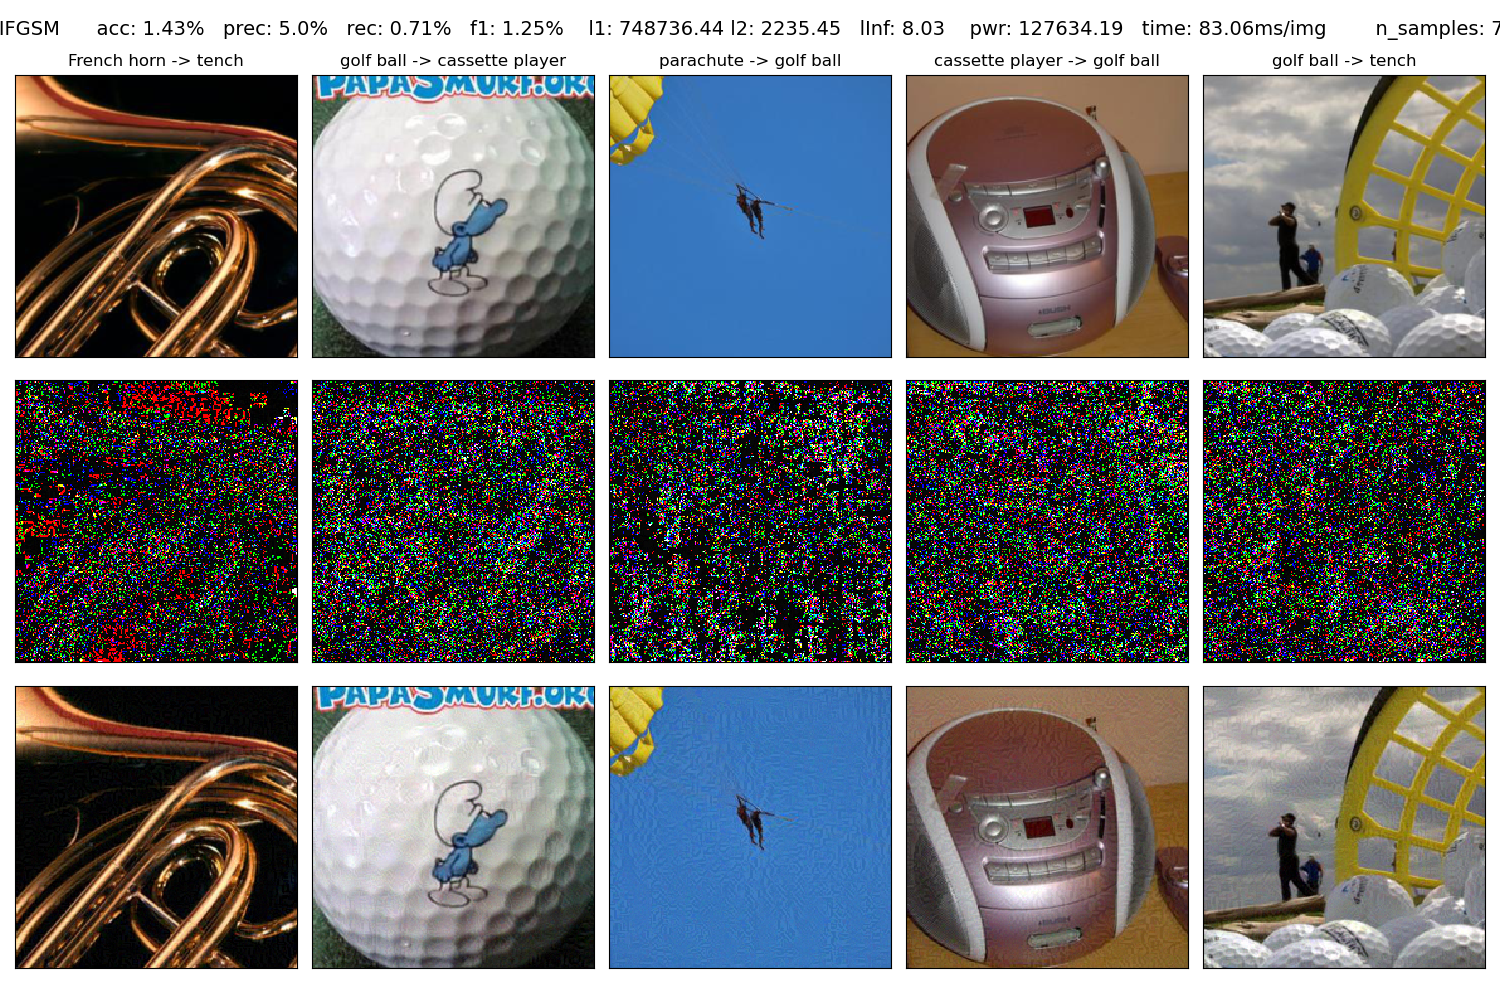 IFGSM acc: 1.43% prec: 5.0% rec: 0.71% f1: 1.25% l1: 748736.44 l2: 2235.45 lInf: 8.03 pwr: 127634.19 time: 83.06ms/img n_samples: 7
French horn -> tench
golf ball -> cassette player
parachute -> golf ball
cassette player -> golf ball
golf ball -> tench
PAPASMURF.ORG
BUSH
PAPASMURF.ORG
BUSH